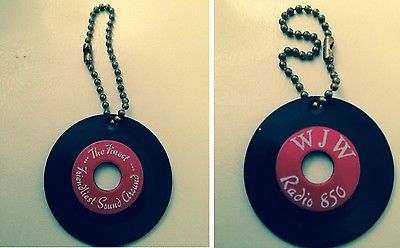 ... The Finest ...
Friendliest Sound Around
WJW
Radio 850